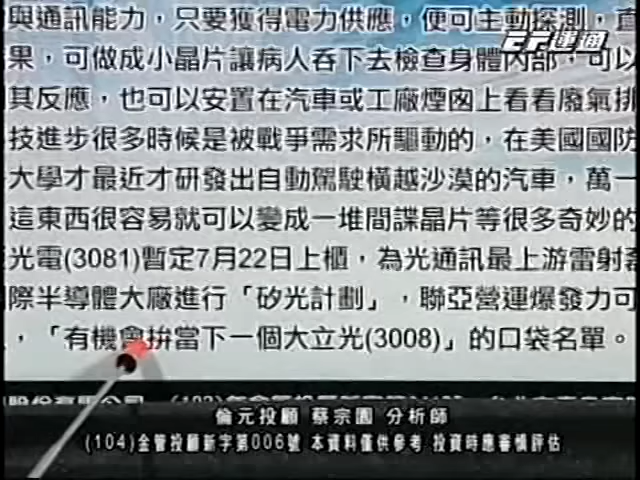 與通訊能力，只要獲得電力供應，便可主動探測，直
EF運通
果，可做成小晶片讓病人吞下去檢查身體內部，可以
其反應，也可以安置在汽車或工廠煙囪上看看廢氣排
技進步很多時候是被戰爭需求所驅動的，在美國國防
大學才最近才研發出自動駕駛橫越沙漠的汽車，萬一
這東西很容易就可以變成一堆間諜晶片等很多奇妙的
光電(3081)暫定7月22日上櫃，為光通訊最上游雷射
際半導體大廠進行「矽光計劃」，聯亞營運爆發力可
，「有機會拚當下一個大立光(3008)」的口袋名單。
倫元投顧 蔡宗園 分析師
(104)金管投顧新字第006號 本資料僅供參考 投資時應審慎評估